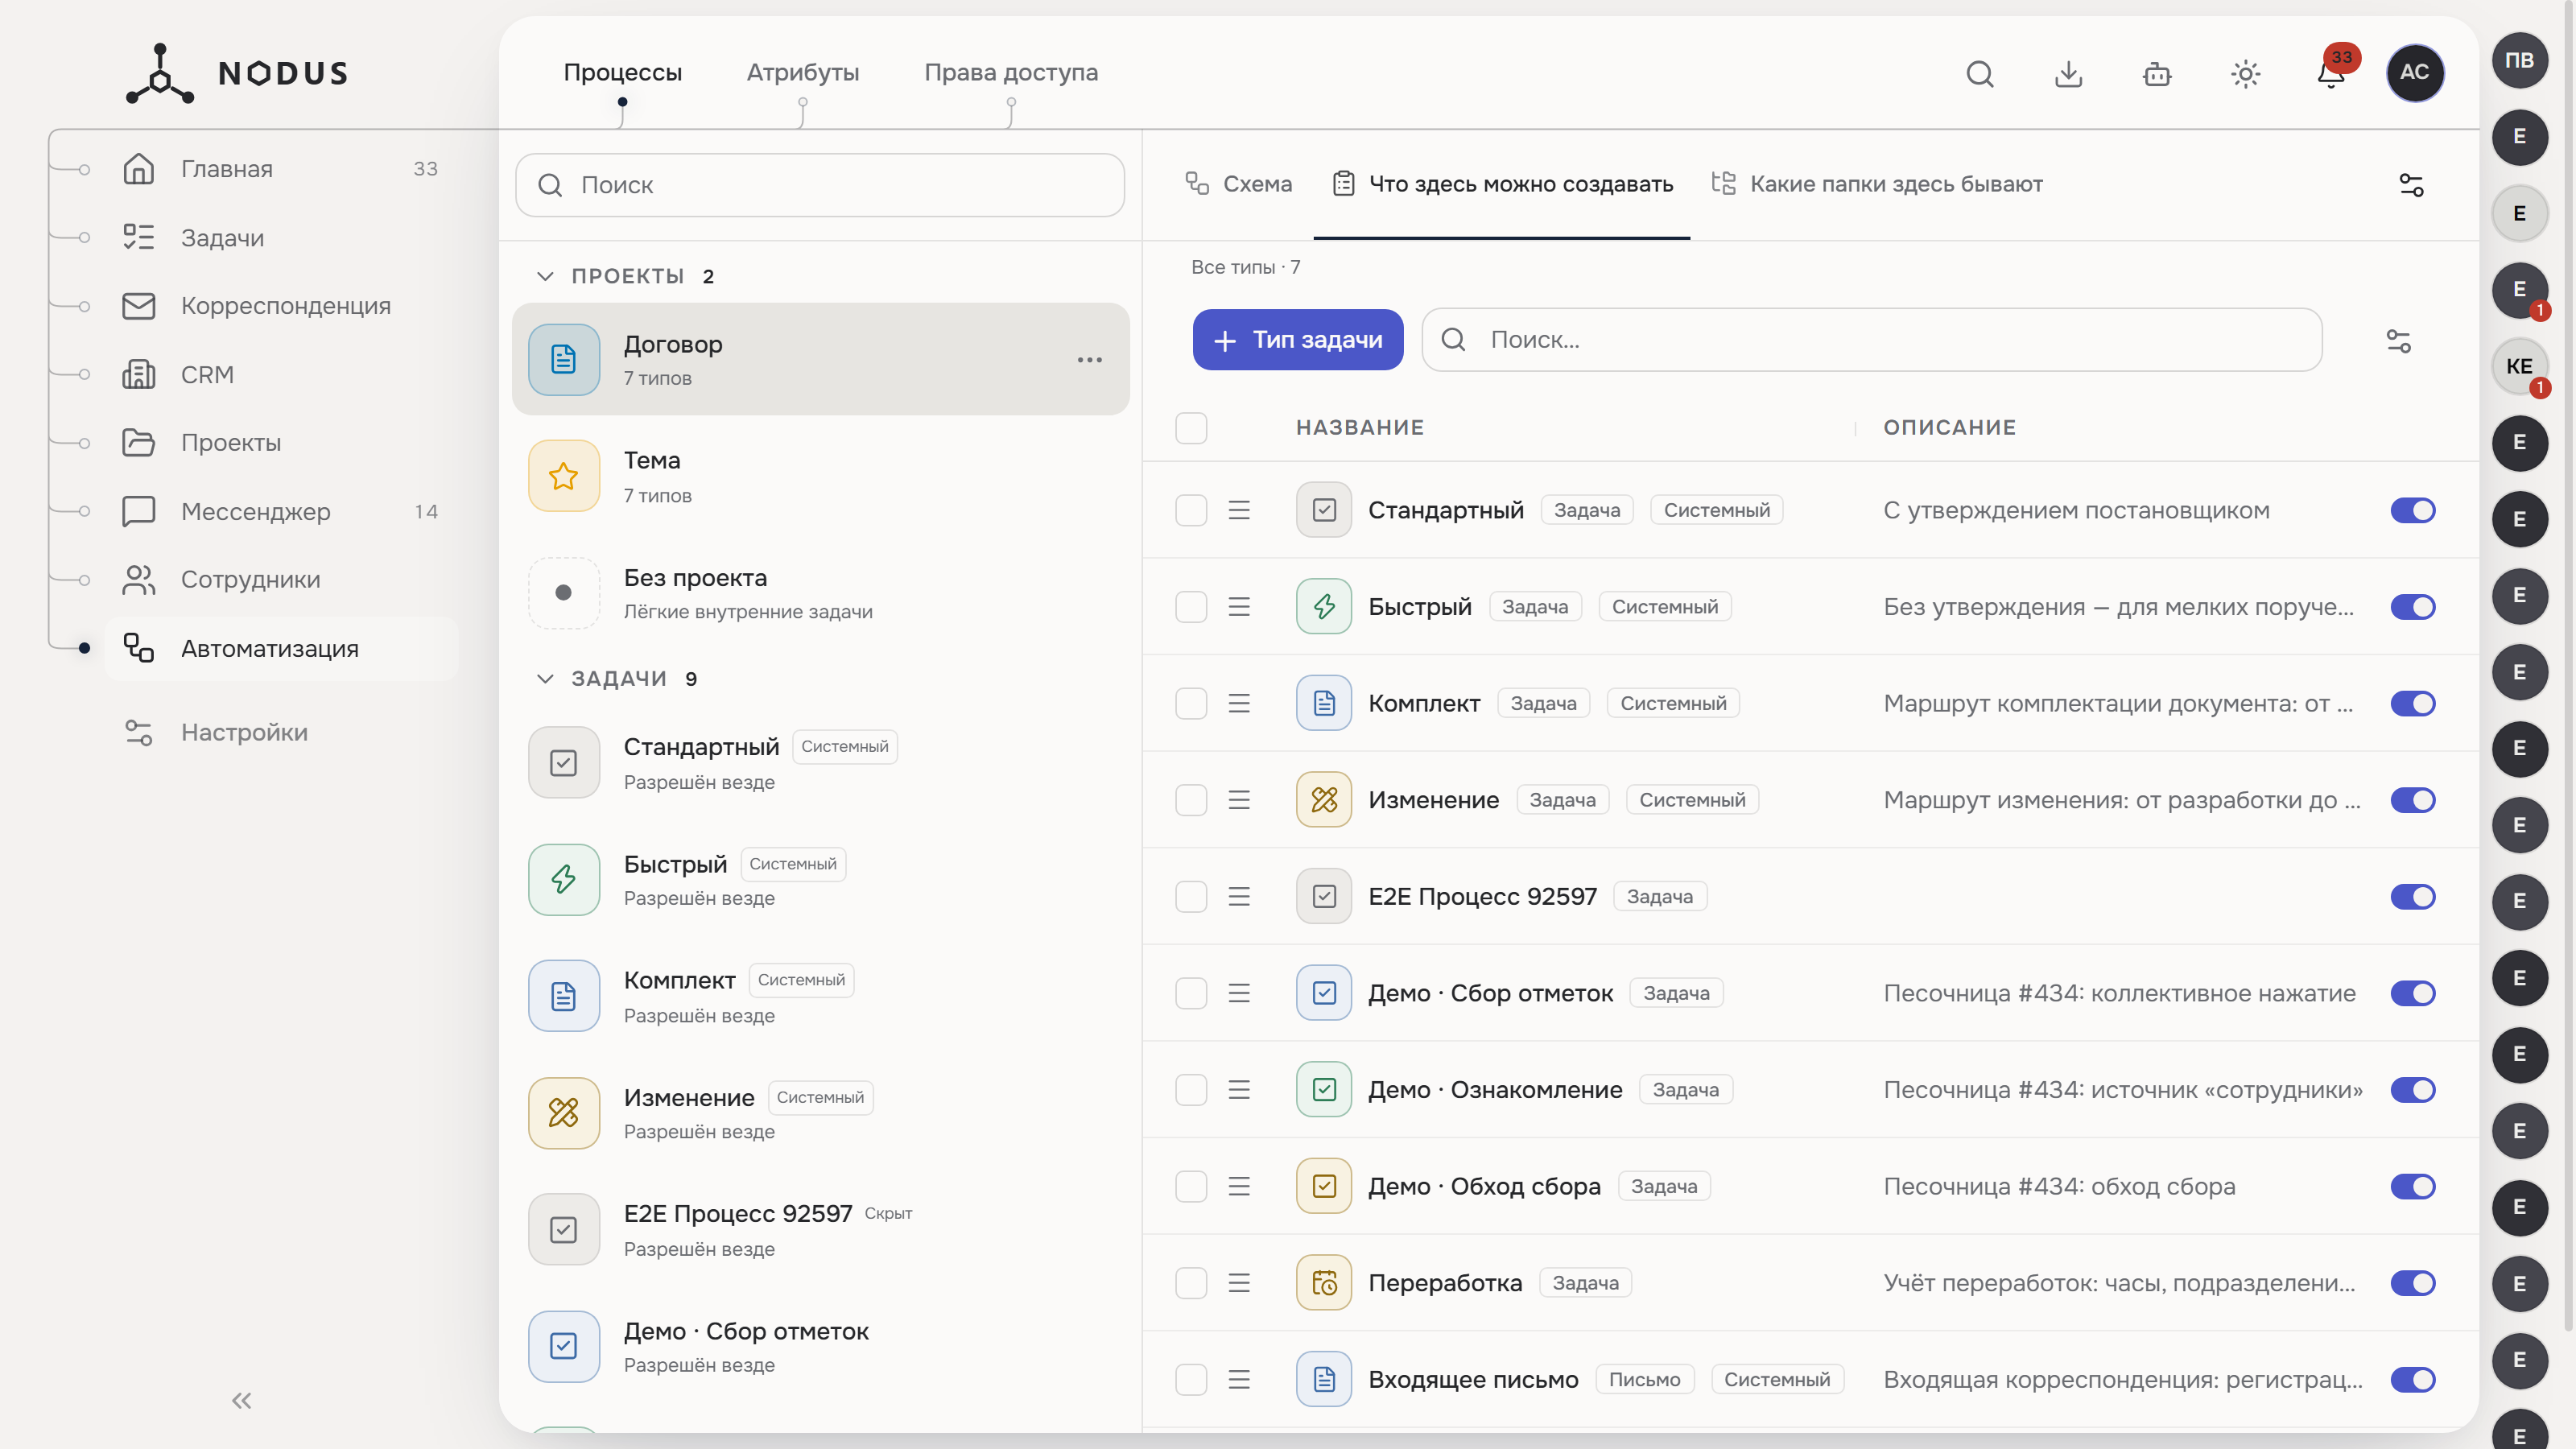 NODUS
Главная 33
Задачи
Корреспонденция
CRM
Проекты
Мессенджер 14
Сотрудники
Автоматизация
Настройки
Процессы Атрибуты Права доступа
33
АС
Поиск
ПРОЕКТЫ 2
Договор
7 типов
Тема
7 типов
Без проекта
Лёгкие внутренние задачи
ЗАДАЧИ 9
Стандартный Системный
Разрешён везде
Быстрый Системный
Разрешён везде
Комплект Системный
Разрешён везде
Изменение Системный
Разрешён везде
E2E Процесс 92597 Скрыт
Разрешён везде
Демо · Сбор отметок
Разрешён везде
Схема Что здесь можно создавать Какие папки здесь бывают
Все типы · 7
Тип задачи Поиск...
НАЗВАНИЕ ОПИСАНИЕ
Стандартный Задача Системный С утверждением постановщиком
Быстрый Задача Системный Без утверждения — для мелких поруче...
Комплект Задача Системный Маршрут комплектации документа: от ...
Изменение Задача Системный Маршрут изменения: от разработки до ...
E2E Процесс 92597 Задача
Демо · Сбор отметок Задача Песочница #434: коллективное нажатие
Демо · Ознакомление Задача Песочница #434: источник «сотрудники»
Демо · Обход сбора Задача Песочница #434: обход сбора
Переработка Задача Учёт переработок: часы, подразделени...
Входящее письмо Письмо Системный Входящая корреспонденция: регистрац...
ПВ
Е
Е
Е
1
КЕ
1
Е
Е
Е
Е
Е
Е
Е
Е
Е
Е
Е
Е
Е
Е